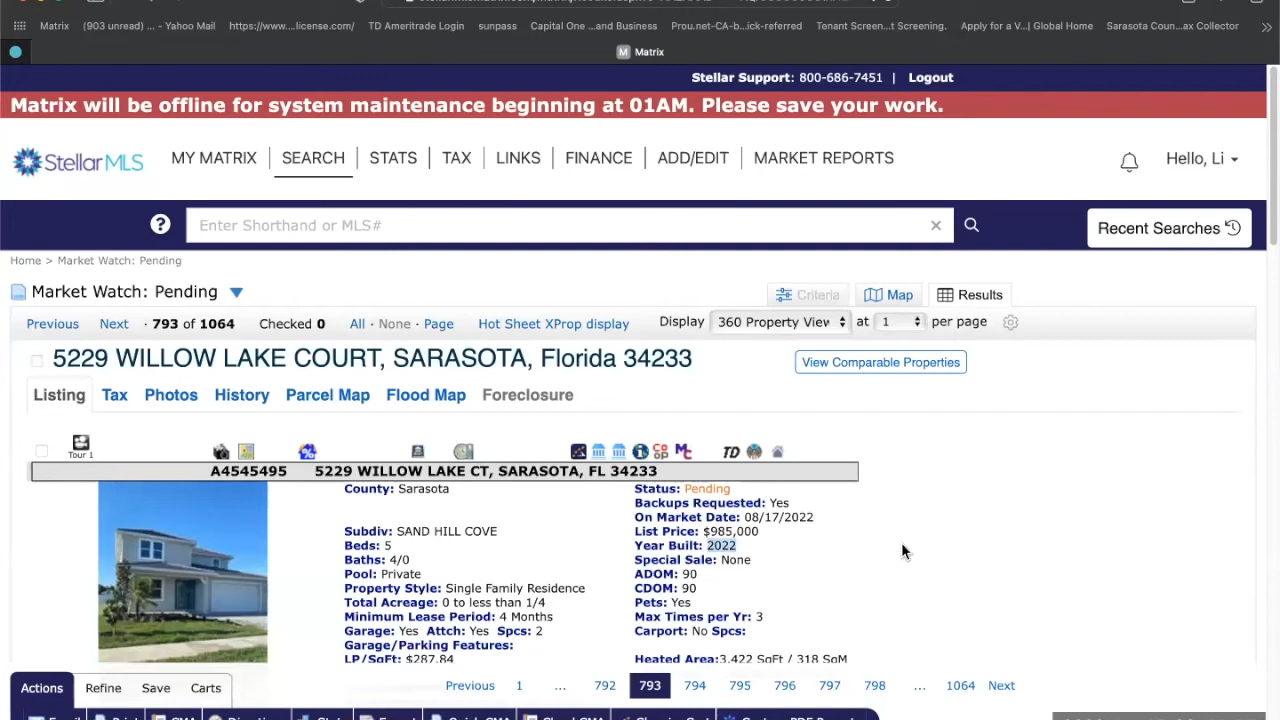 Matrix (903 unread) ... - Yahoo Mail https://www....license.com/ TD Ameritrade Login sunpass Capital One ...and Business Prou.net-CA-b...ick-referred Tenant Screen...t Screening. Apply for a V...| Global Home Sarasota Coun...ax Collector
M Matrix
Stellar Support: 800-686-7451 | Logout
Matrix will be offline for system maintenance beginning at 01AM. Please save your work.
StellarMLS MY MATRIX SEARCH STATS TAX LINKS FINANCE ADD/EDIT MARKET REPORTS Hello, Li
? Enter Shorthand or MLS# Recent Searches
Home > Market Watch: Pending
Market Watch: Pending Criteria Map Results
Previous Next · 793 of 1064 Checked 0 All · None · Page Hot Sheet XProp display Display 360 Property View at 1 per page
5229 WILLOW LAKE COURT, SARASOTA, Florida 34233 View Comparable Properties
Listing Tax Photos History Parcel Map Flood Map Foreclosure
Tour 1 TD
A4545495 5229 WILLOW LAKE CT, SARASOTA, FL 34233
County: Sarasota Status: Pending
Backups Requested: Yes
On Market Date: 08/17/2022
Subdiv: SAND HILL COVE List Price: $985,000
Beds: 5 Year Built: 2022
Baths: 4/0 Special Sale: None
Pool: Private ADOM: 90
Property Style: Single Family Residence CDOM: 90
Total Acreage: 0 to less than 1/4 Pets: Yes
Minimum Lease Period: 4 Months Max Times per Yr: 3
Garage: Yes Attch: Yes Spcs: 2 Carport: No Spcs:
Garage/Parking Features:
LP/SqFt: $287.84 Heated Area:3,422 SqFt / 318 SqM
Actions Refine Save Carts Previous 1 ... 792 793 794 795 796 797 798 ... 1064 Next